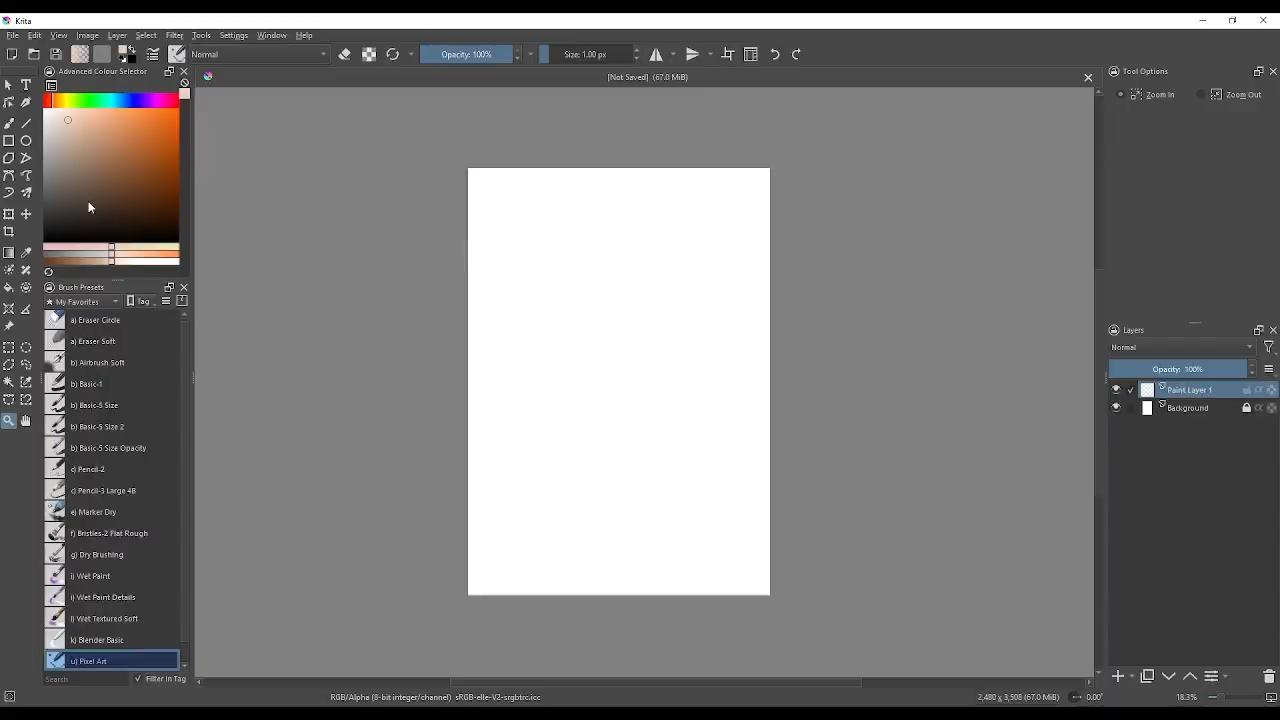 Krita
File Edit View Image Layer Select Filter Tools Settings Window Help
Normal Opacity: 100% Size: 1.00 px
Advanced Colour Selector
[Not Saved] (67.0 MiB)
Tool Options
Zoom In Zoom Out
Brush Presets
My Favorites Tag
a) Eraser Circle
a) Eraser Soft
b) Airbrush Soft
b) Basic-1
b) Basic-5 Size
b) Basic-5 Size 2
b) Basic-5 Size Opacity
c) Pencil-2
c) Pencil-3 Large 4B
e) Marker Dry
f) Bristles-2 Flat Rough
g) Dry Brushing
i) Wet Paint
i) Wet Paint Details
l) Wet Textured Soft
k) Blender Basic
u) Pixel Art
Search Filter in Tag
Layers
Normal
Opacity: 100%
Paint Layer 1
Background
RGB/Alpha (8-bit integer/channel) sRGB-elle-V2-srgbtrc.icc
2,480 x 3,508 (67.0 MiB) 0.00° 18.3%